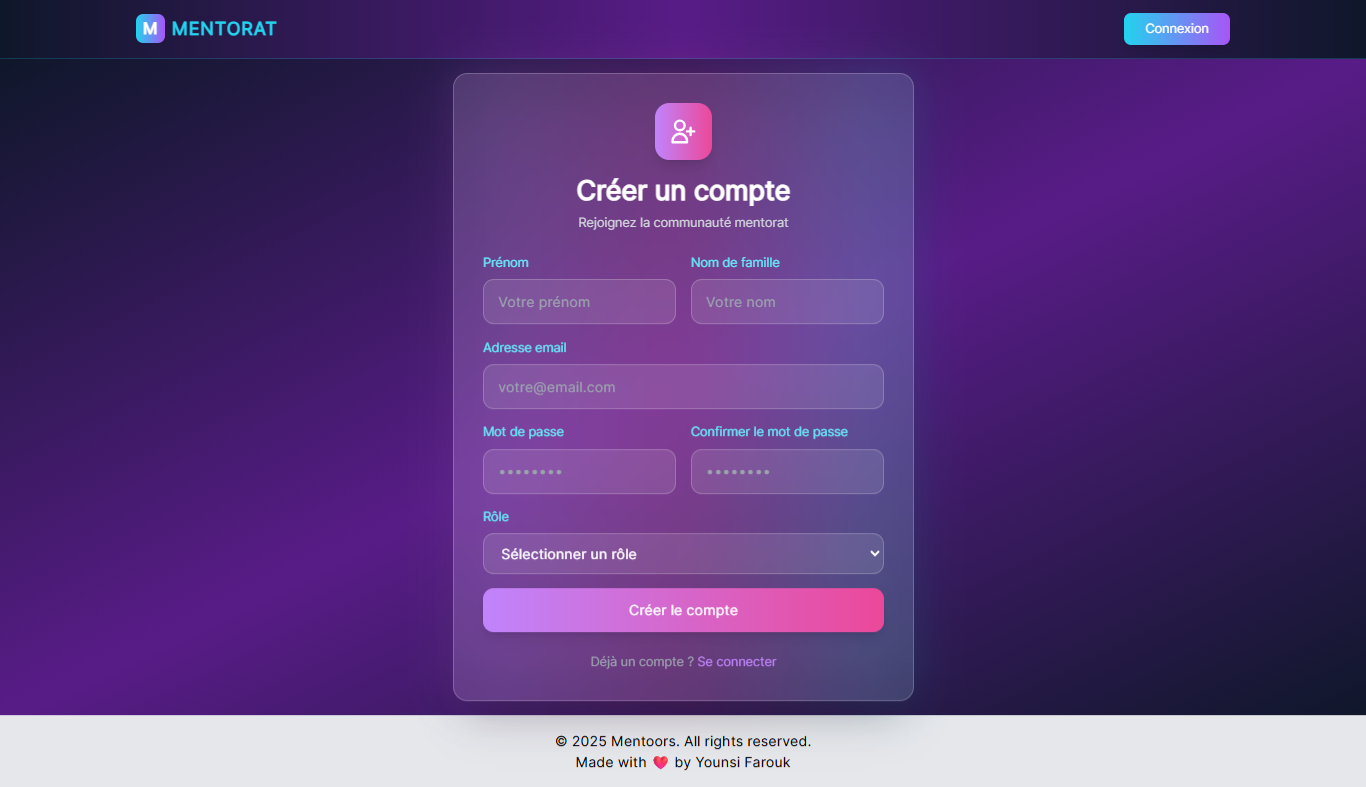 M MENTORAT
Connexion
Créer un compte
Rejoignez la communauté mentorat
Prénom
Nom de famille
Votre prénom
Votre nom
Adresse email
votre@email.com
Mot de passe
Confirmer le mot de passe
••••••••
••••••••
Rôle
Sélectionner un rôle
Créer le compte
Déjà un compte ? Se connecter
© 2025 Mentoors. All rights reserved.
Made with 💖 by Younsi Farouk